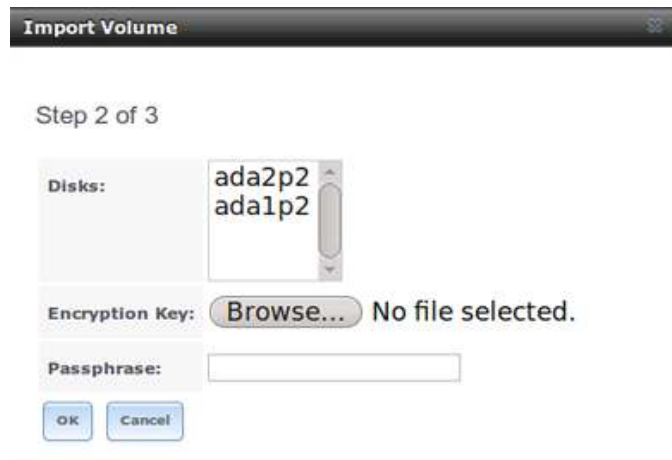 Import Volume
Step 2 of 3
Disks:
ada2p2
ada1p2
Encryption Key: Browse... No file selected.
Passphrase:
OK Cancel